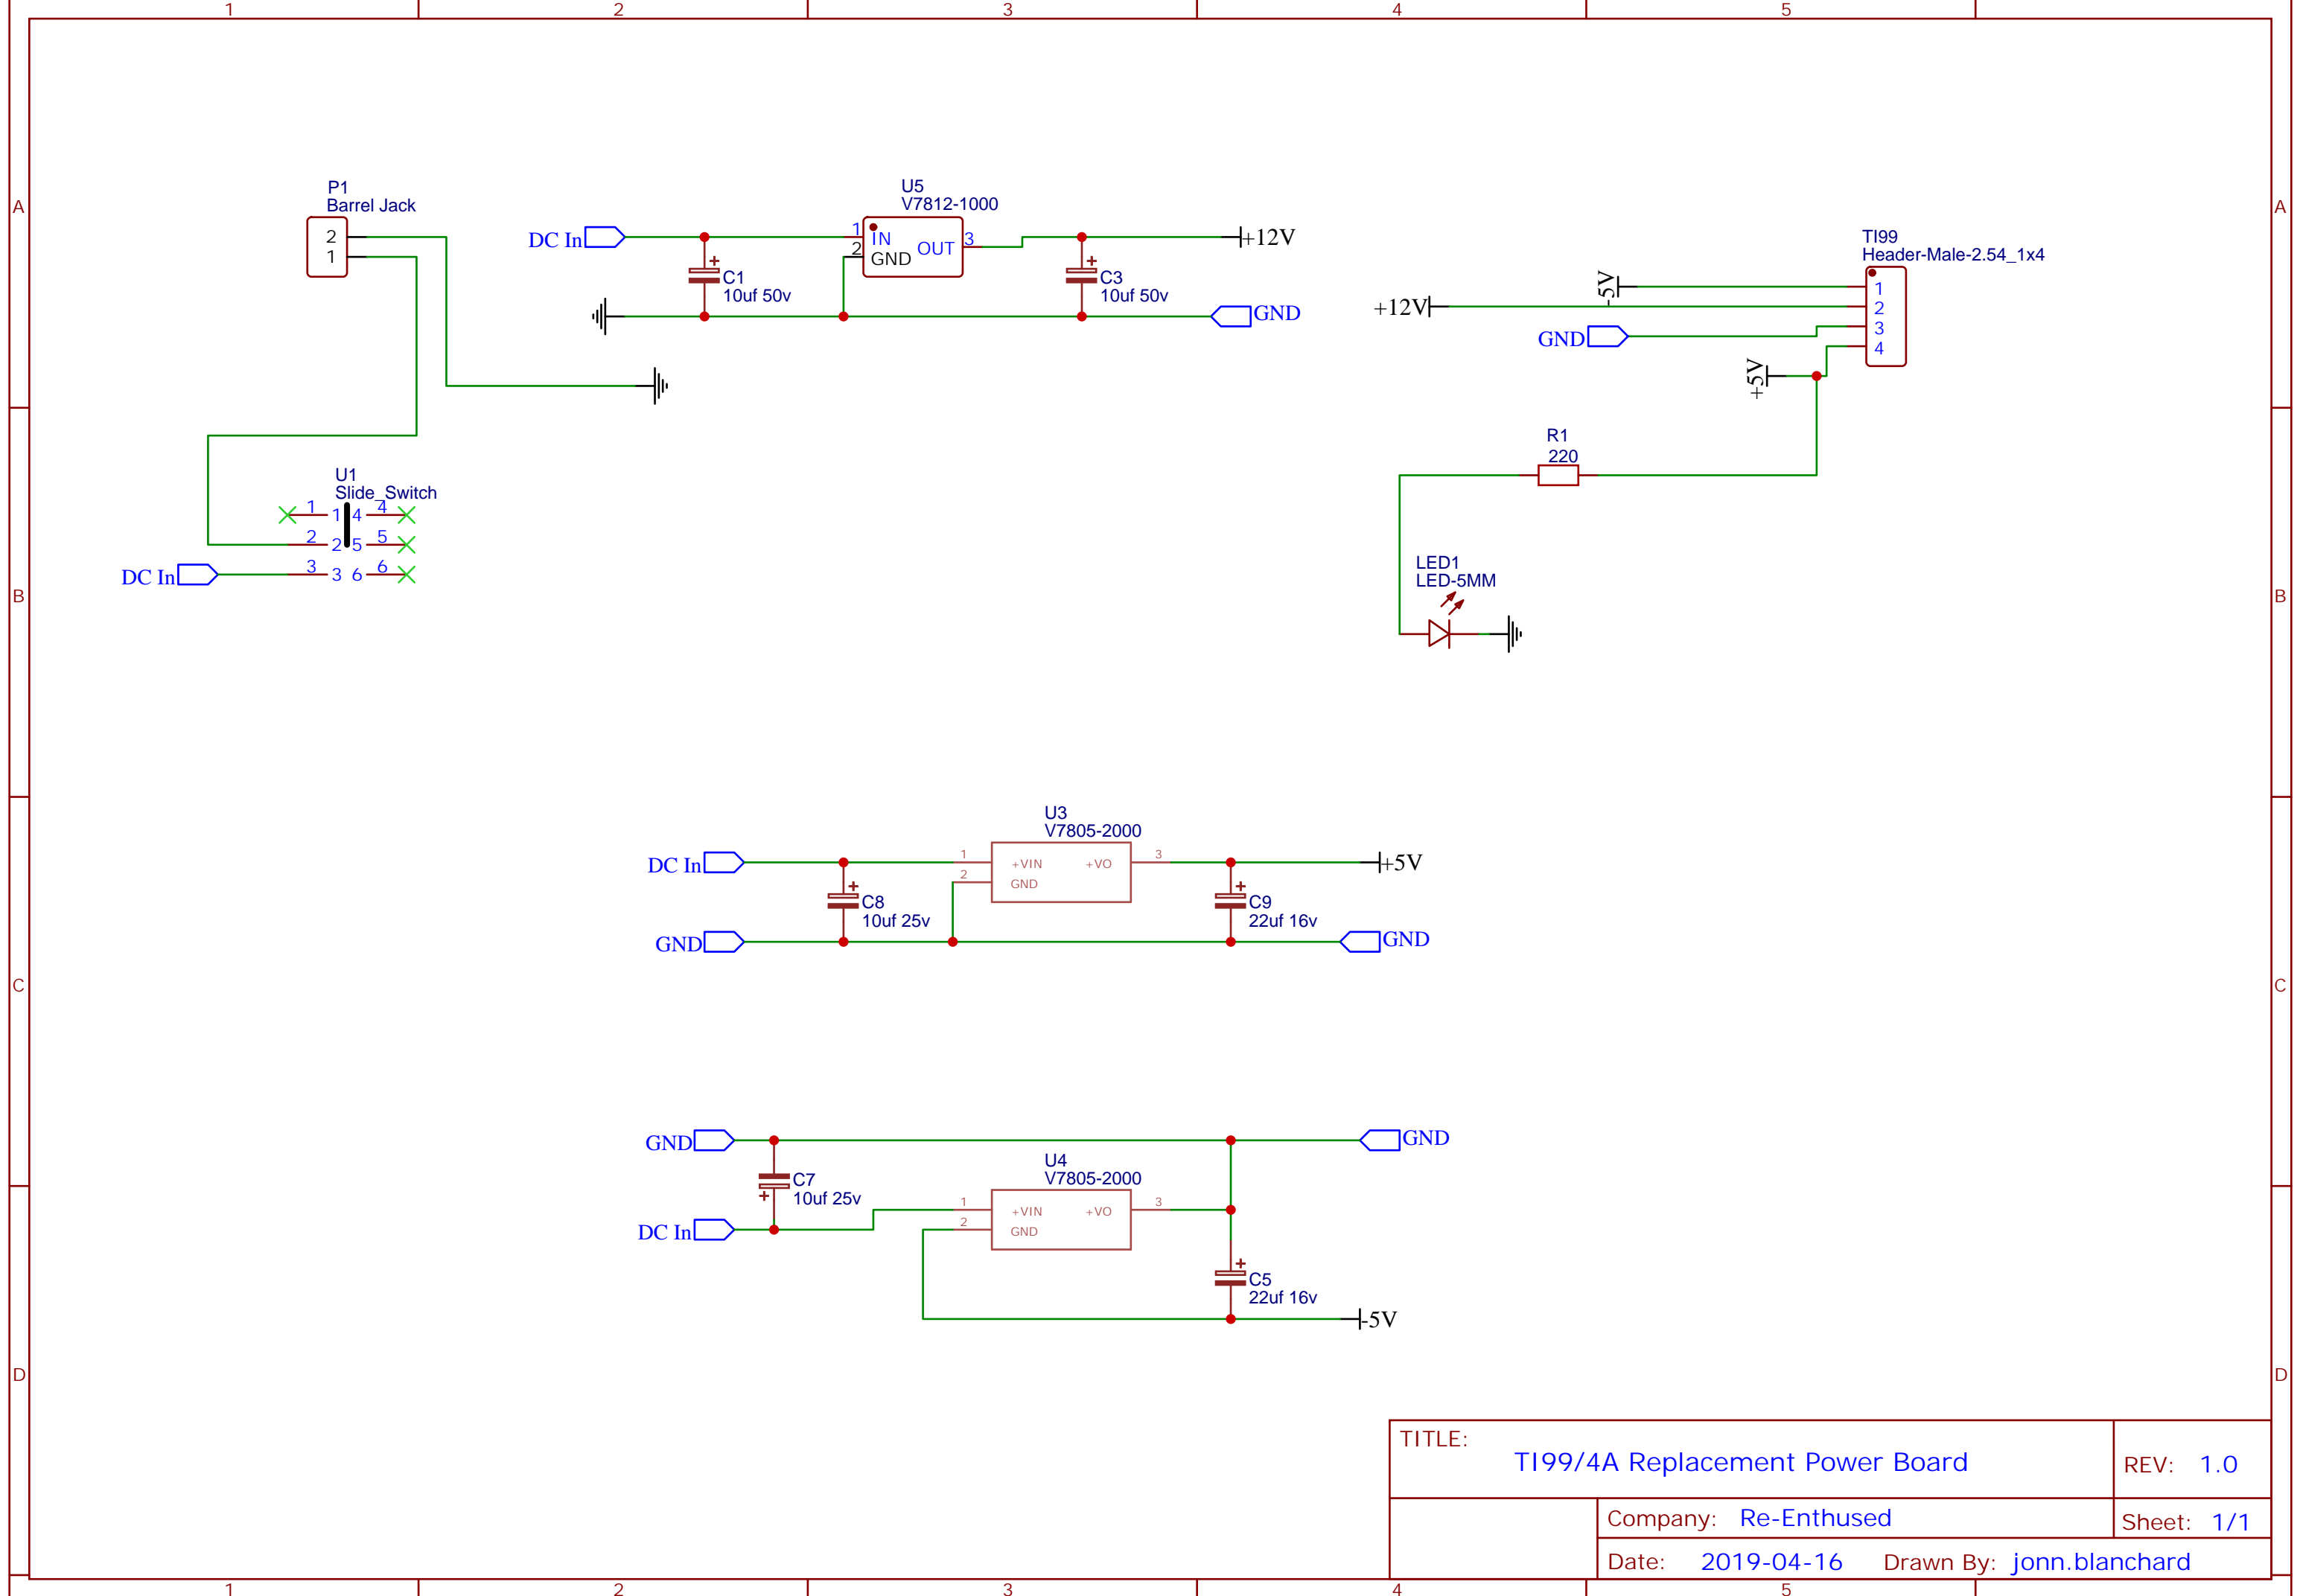 1 2 3 4 5
A A
P1
Barrel Jack
2
1
DC In
U5
V7812-1000
1
IN
2
GND
OUT
3
+12V
C1
10uf 50v
C3
10uf 50v
GND
TI99
Header-Male-2.54_1x4
-5V
1
+12V
2
GND
3
4
+5V
R1
220
U1
Slide_Switch
1 1 4 4
2 2 5 5
DC In
3 3 6 6
B B
LED1
LED-5MM
U3
V7805-2000
DC In
1
+VIN
+VO
3
+5V
2
GND
C8
10uf 25v
C9
22uf 16v
GND
GND
C C
GND
GND
U4
V7805-2000
C7
10uf 25v
1
+VIN
+VO
3
DC In
2
GND
C5
22uf 16v
-5V
D D
TITLE:
TI99/4A Replacement Power Board
REV: 1.0
Company: Re-Enthused
Sheet: 1/1
Date: 2019-04-16 Drawn By: jonn.blanchard
1 2 3 4 5